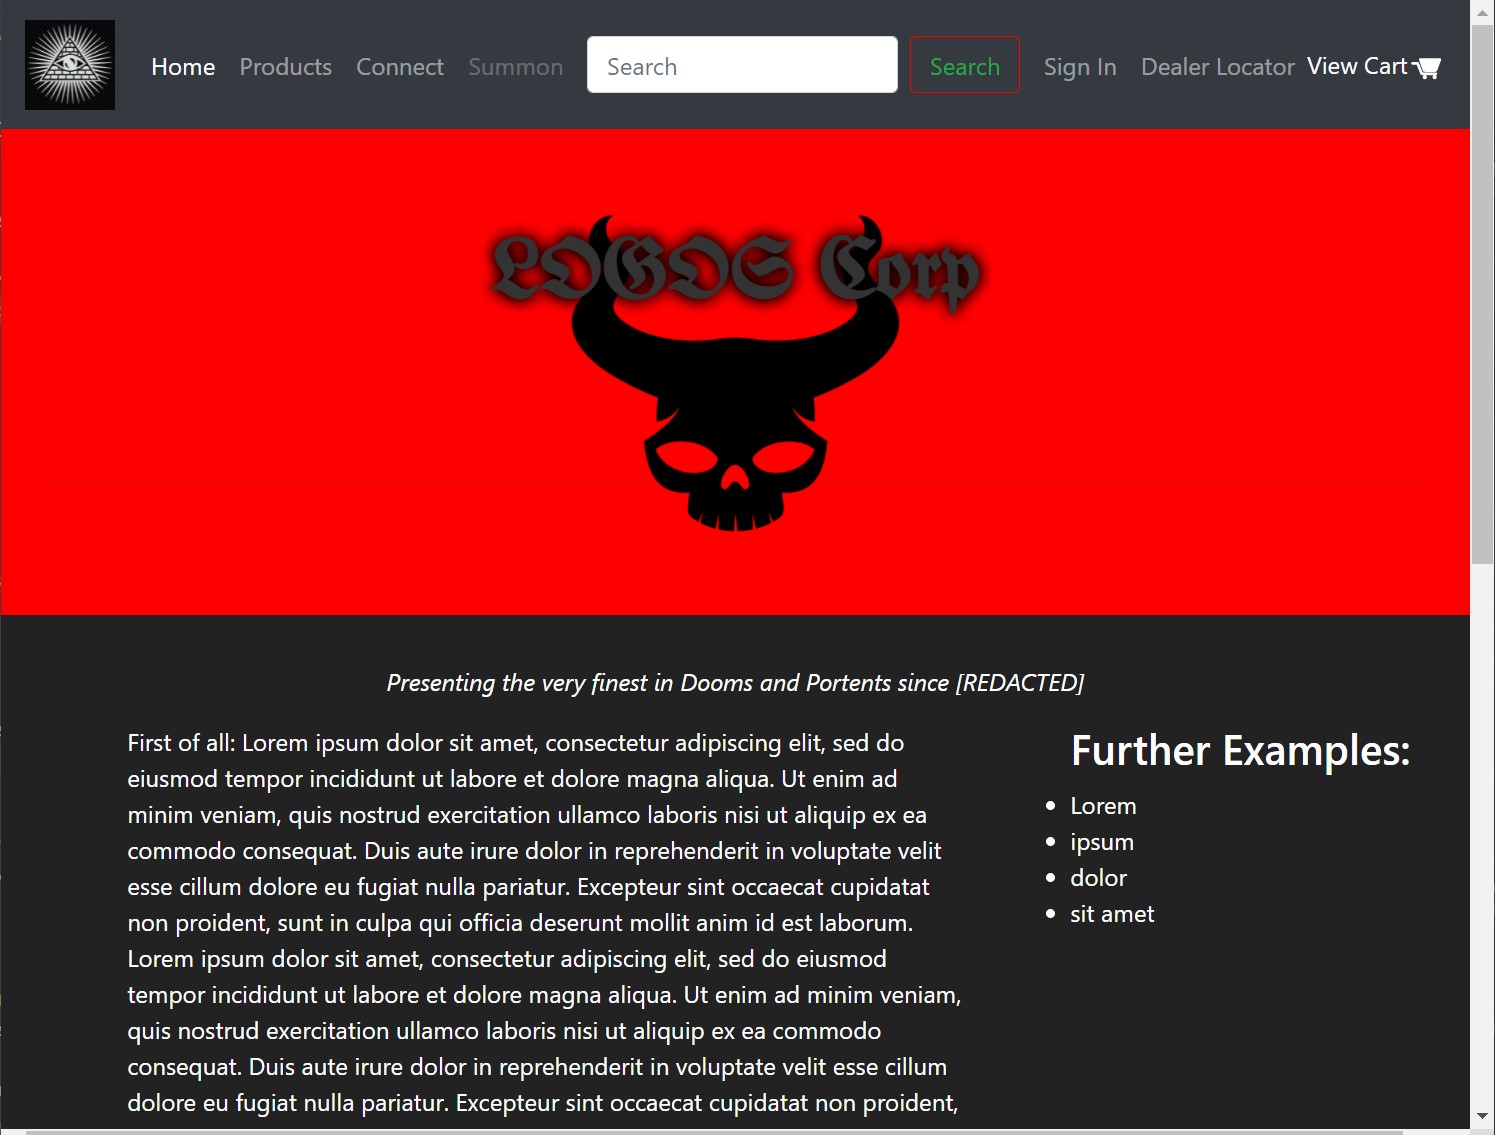 Home Products Connect Summon Search Search Sign In Dealer Locator View Cart
LOGOS Corp
Presenting the very finest in Dooms and Portents since [REDACTED]
First of all: Lorem ipsum dolor sit amet, consectetur adipiscing elit, sed do
eiusmod tempor incididunt ut labore et dolore magna aliqua. Ut enim ad
minim veniam, quis nostrud exercitation ullamco laboris nisi ut aliquip ex ea
commodo consequat. Duis aute irure dolor in reprehenderit in voluptate velit
esse cillum dolore eu fugiat nulla pariatur. Excepteur sint occaecat cupidatat
non proident, sunt in culpa qui officia deserunt mollit anim id est laborum.
Lorem ipsum dolor sit amet, consectetur adipiscing elit, sed do eiusmod
tempor incididunt ut labore et dolore magna aliqua. Ut enim ad minim veniam,
quis nostrud exercitation ullamco laboris nisi ut aliquip ex ea commodo
consequat. Duis aute irure dolor in reprehenderit in voluptate velit esse cillum
dolore eu fugiat nulla pariatur. Excepteur sint occaecat cupidatat non proident,
Further Examples:
Lorem
ipsum
dolor
sit amet